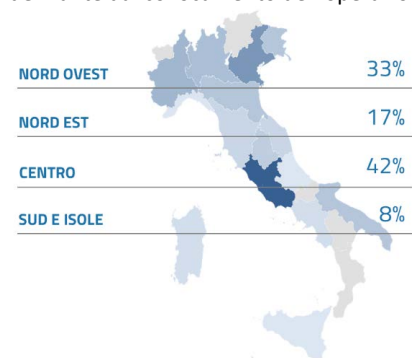 NORD OVEST 33%
NORD EST 17%
CENTRO 42%
SUD E ISOLE 8%